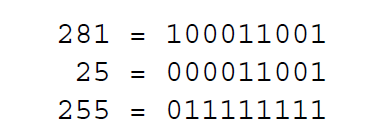 281 = 100011001
25 = 000011001
255 = 011111111